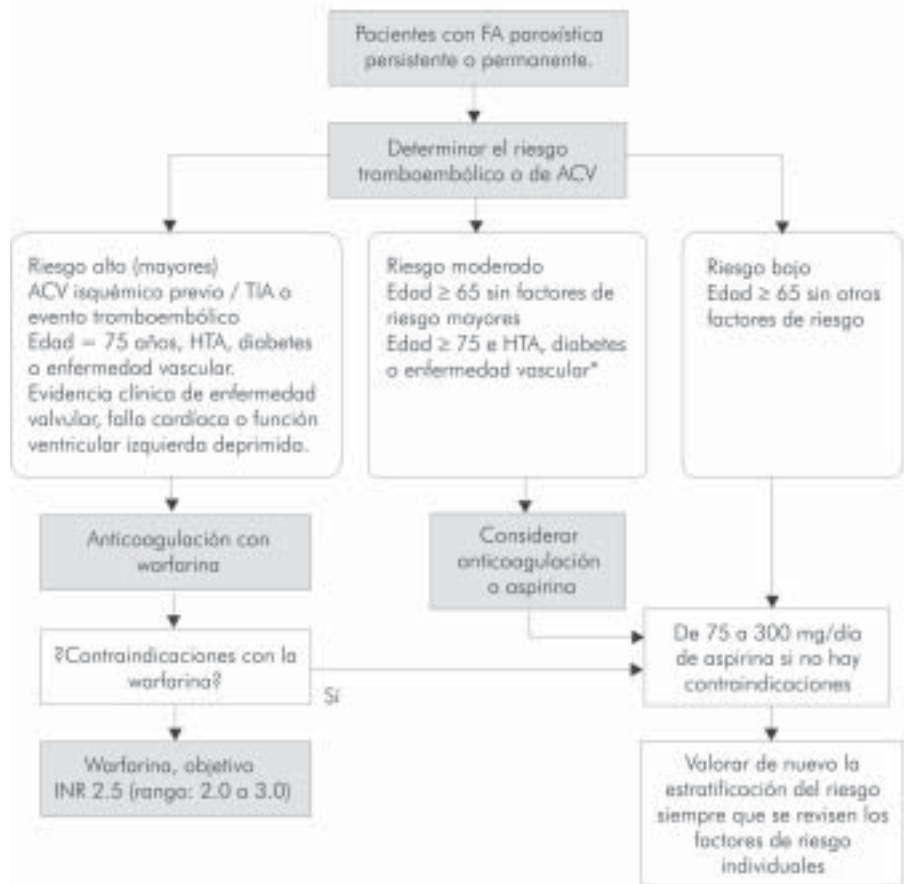 Pacientes con FA paroxística
persistente o permanente.
Determinar el riesgo
tromboembólico o de ACV
Riesgo alto (mayores)
ACV isquémico previo / TIA o
evento tromboembólico
Edad = 75 años, HTA, diabetes
o enfermedad vascular.
Evidencia clínica de enfermedad
valvular, falla cardíaca o función
ventricular izquierda deprimida.
Riesgo moderado
Edad ≥ 65 sin factores de
riesgo mayores
Edad ≥ 75 e HTA, diabetes
o enfermedad vascular*
Riesgo bajo
Edad ≥ 65 sin otros
factores de riesgo
Anticoagulación con
warfarina
Considerar
anticoagulación
o aspirina
?Contraindicaciones con la
warfarina?
Sí
De 75 a 300 mg/día
de aspirina si no hay
contraindicaciones
Warfarina, objetivo
INR 2.5 (rango: 2.0 a 3.0)
Valorar de nuevo la
estratificación del riesgo
siempre que se revisen los
factores de riesgo
individuales